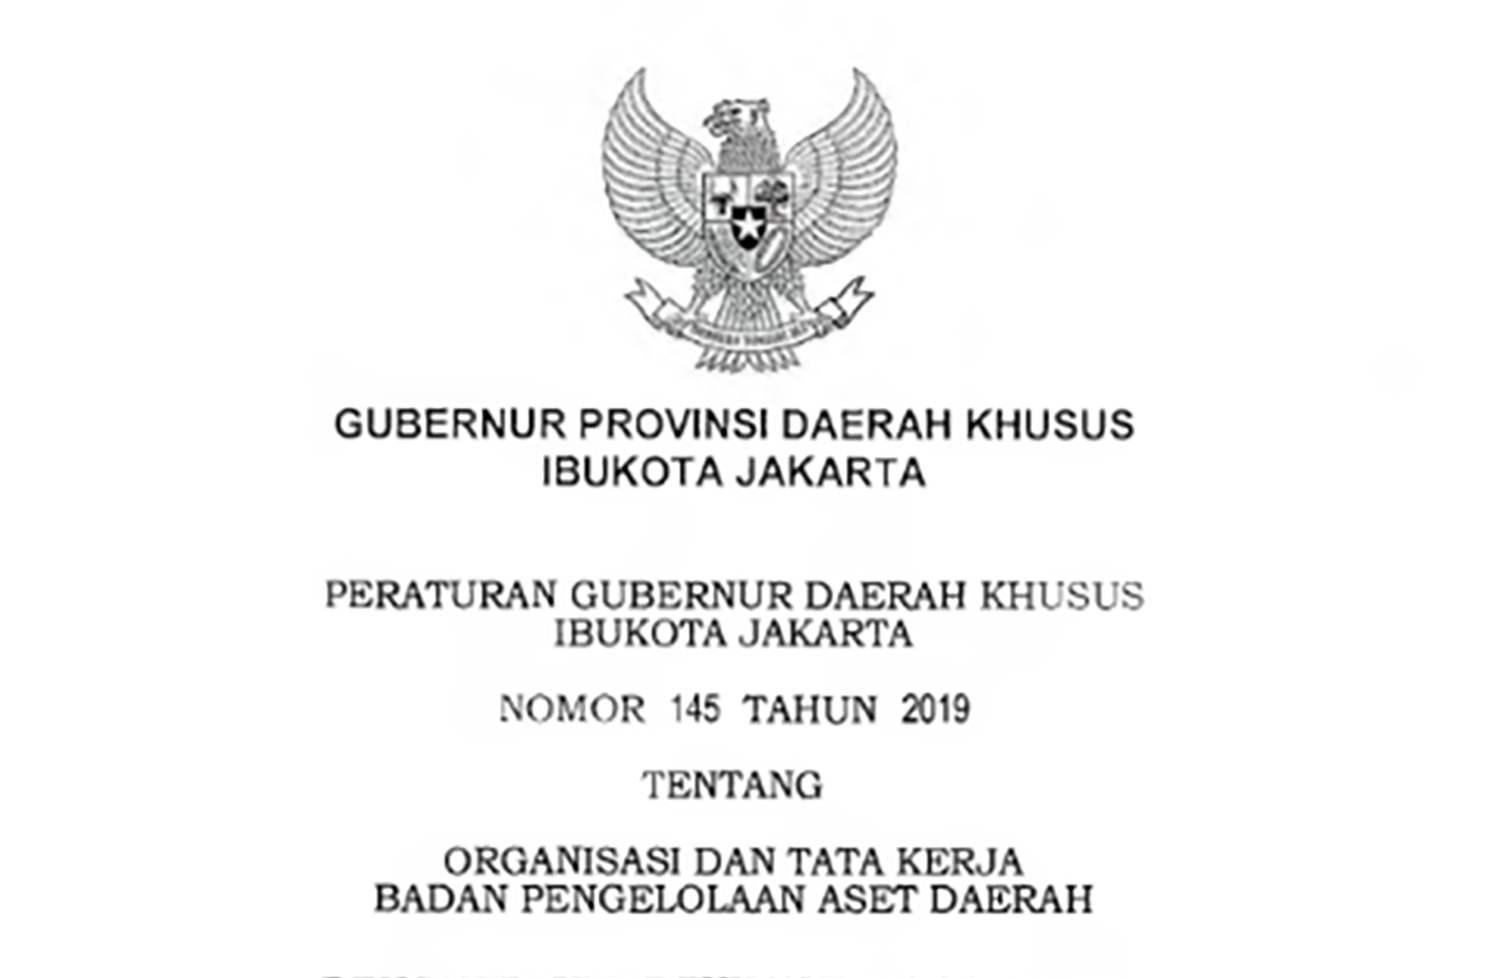 GUBERNUR PROVINSI DAERAH KHUSUS
IBUKOTA JAKARTA
PERATURAN GUBERNUR DAERAH KHUSUS
IBUKOTA JAKARTA
NOMOR 145 TAHUN 2019
TENTANG
ORGANISASI DAN TATA KERJA
BADAN PENGELOLAAN ASET DAERAH